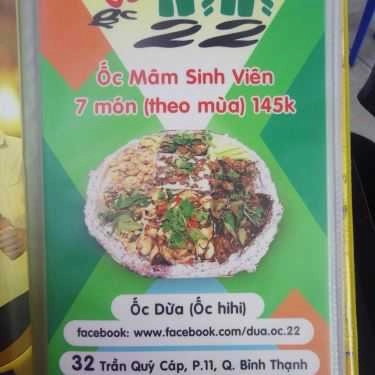 ốc
22
Ốc Mâm Sinh Viên
7 món (theo mùa) 145k
Ốc Dừa (Ốc hihi)
facebook: www.facebook.com/dua.oc.22
32 Trần Quý Cáp, P.11, Q. Bình Thạnh